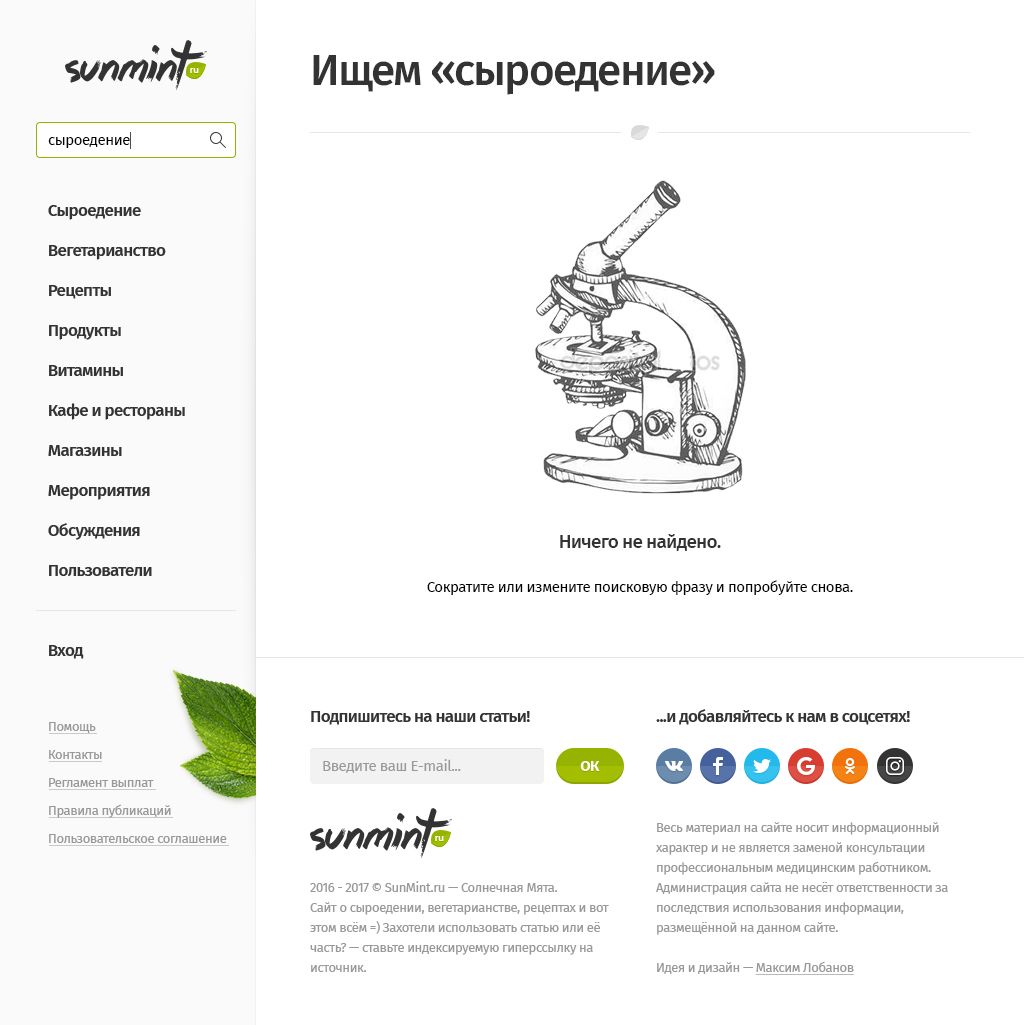 sunmint ru
сыроедение
Сыроедение
Вегетарианство
Рецепты
Продукты
Витамины
Кафе и рестораны
Магазины
Мероприятия
Обсуждения
Пользователи
Вход
Помощь
Контакты
Регламент выплат
Правила публикаций
Пользовательское соглашение
Ищем «сыроедение»
Ничего не найдено.
Сократите или измените поисковую фразу и попробуйте снова.
Подпишитесь на наши статьи!
Введите ваш E-mail...
ОК
sunmint ru
2016 - 2017 © SunMint.ru — Солнечная Мята.
Сайт о сыроедении, вегетарианстве, рецептах и вот
этом всём =) Захотели использовать статью или её
часть? — ставьте индексируемую гиперссылку на
источник.
...и добавляйтесь к нам в соцсетях!
Весь материал на сайте носит информационный
характер и не является заменой консультации
профессиональным медицинским работником.
Администрация сайта не несёт ответственности за
последствия использования информации,
размещённой на данном сайте.
Идея и дизайн — Максим Лобанов